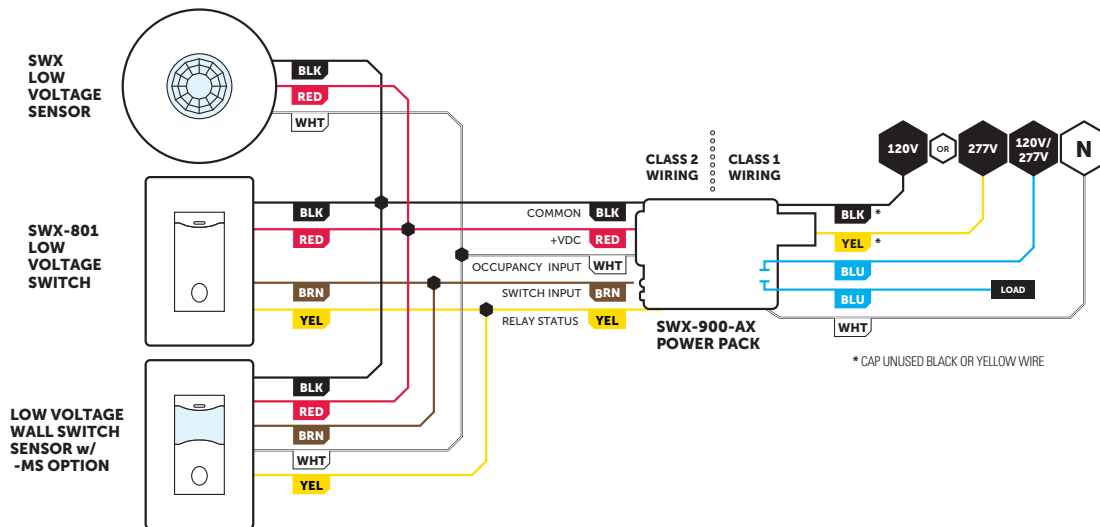 SWX
LOW
VOLTAGE
SENSOR
BLK
RED
WHT
SWX-801
LOW
VOLTAGE
SWITCH
BLK
RED
BRN
YEL
LOW VOLTAGE
WALL SWITCH
SENSOR w/
-MS OPTION
BLK
RED
BRN
WHT
YEL
CLASS 2
WIRING
CLASS 1
WIRING
COMMON BLK
+VDC RED
OCCUPANCY INPUT WHT
SWITCH INPUT BRN
RELAY STATUS YEL
SWX-900-AX
POWER PACK
120V
OR
277V
120V/
277V
N
BLK *
YEL *
BLU
BLU
LOAD
WHT
* CAP UNUSED BLACK OR YELLOW WIRE